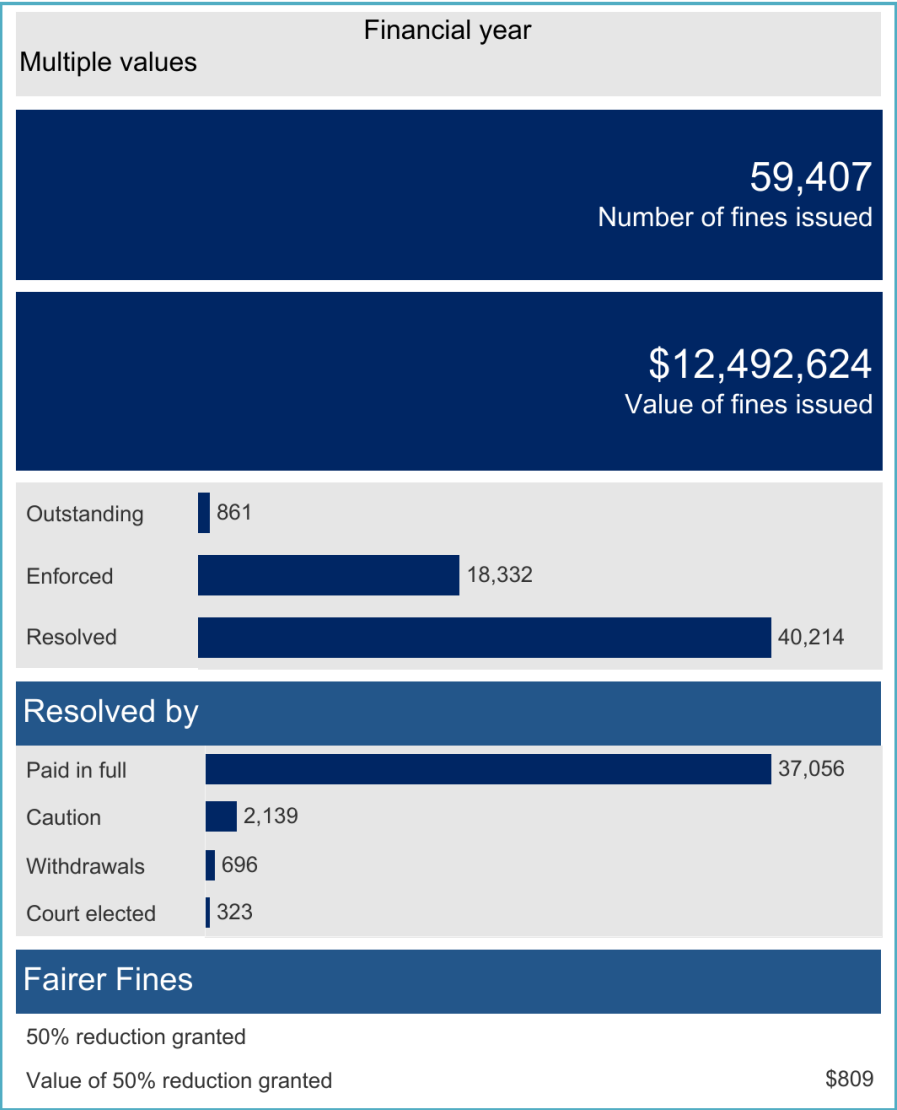 Financial year
Multiple values
59,407
Number of fines issued
$12,492,624
Value of fines issued
Outstanding 861
Enforced 18,332
Resolved 40,214
Resolved by
Paid in full 37,056
Caution 2,139
Withdrawals 696
Court elected 323
Fairer Fines
50% reduction granted
Value of 50% reduction granted $809